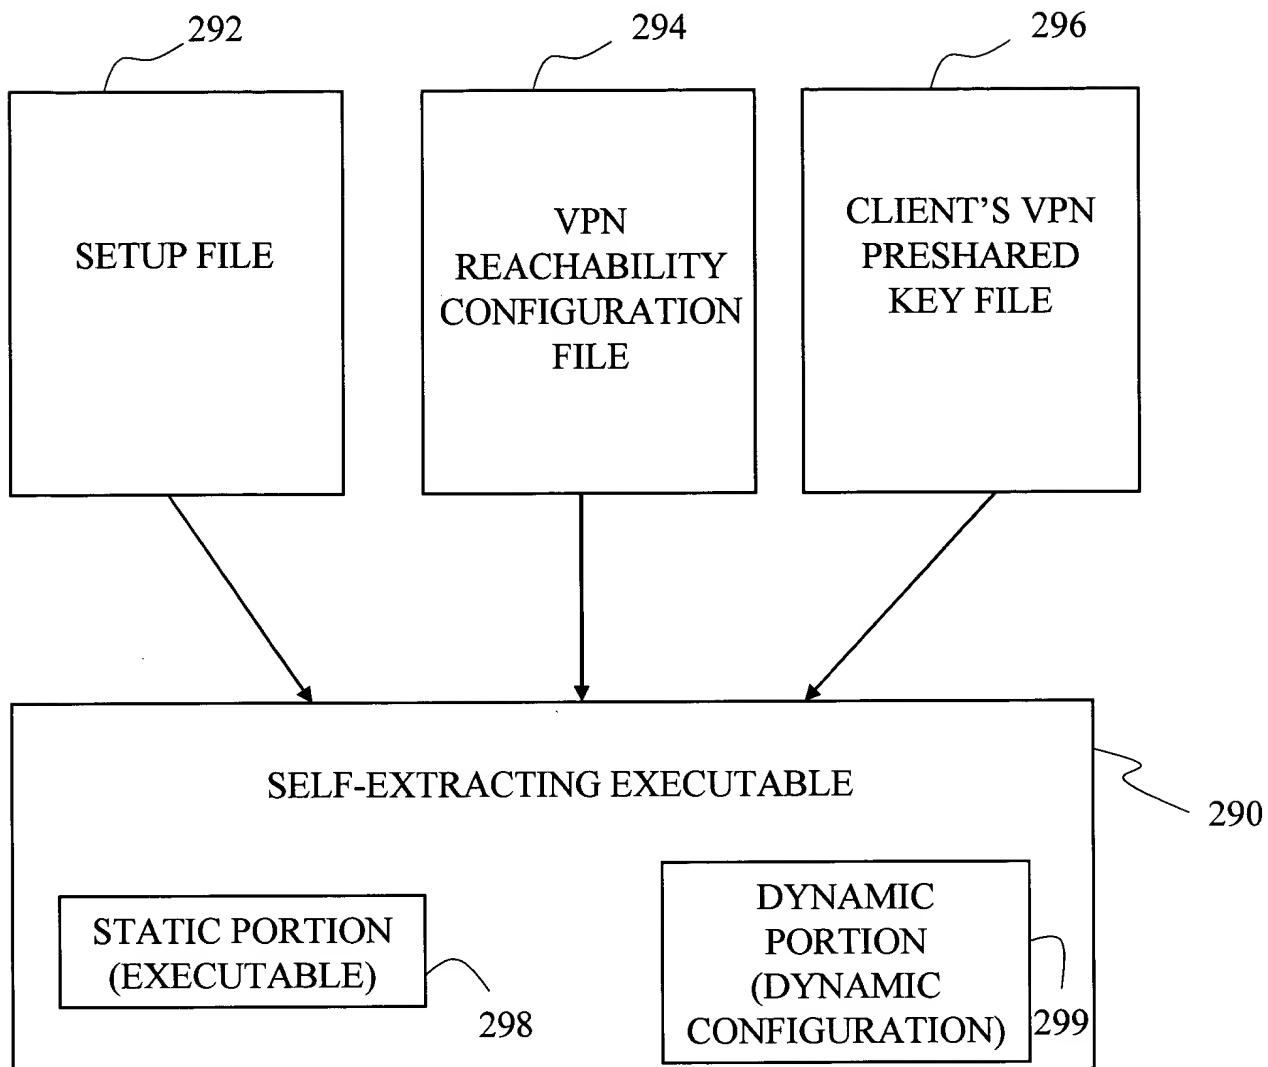 292
294
296
SETUP FILE
VPN
REACHABILITY
CONFIGURATION
FILE
CLIENT'S VPN
PRESHARED
KEY FILE
SELF-EXTRACTING EXECUTABLE
290
STATIC PORTION
(EXECUTABLE)
298
DYNAMIC
PORTION
(DYNAMIC
CONFIGURATION)
299